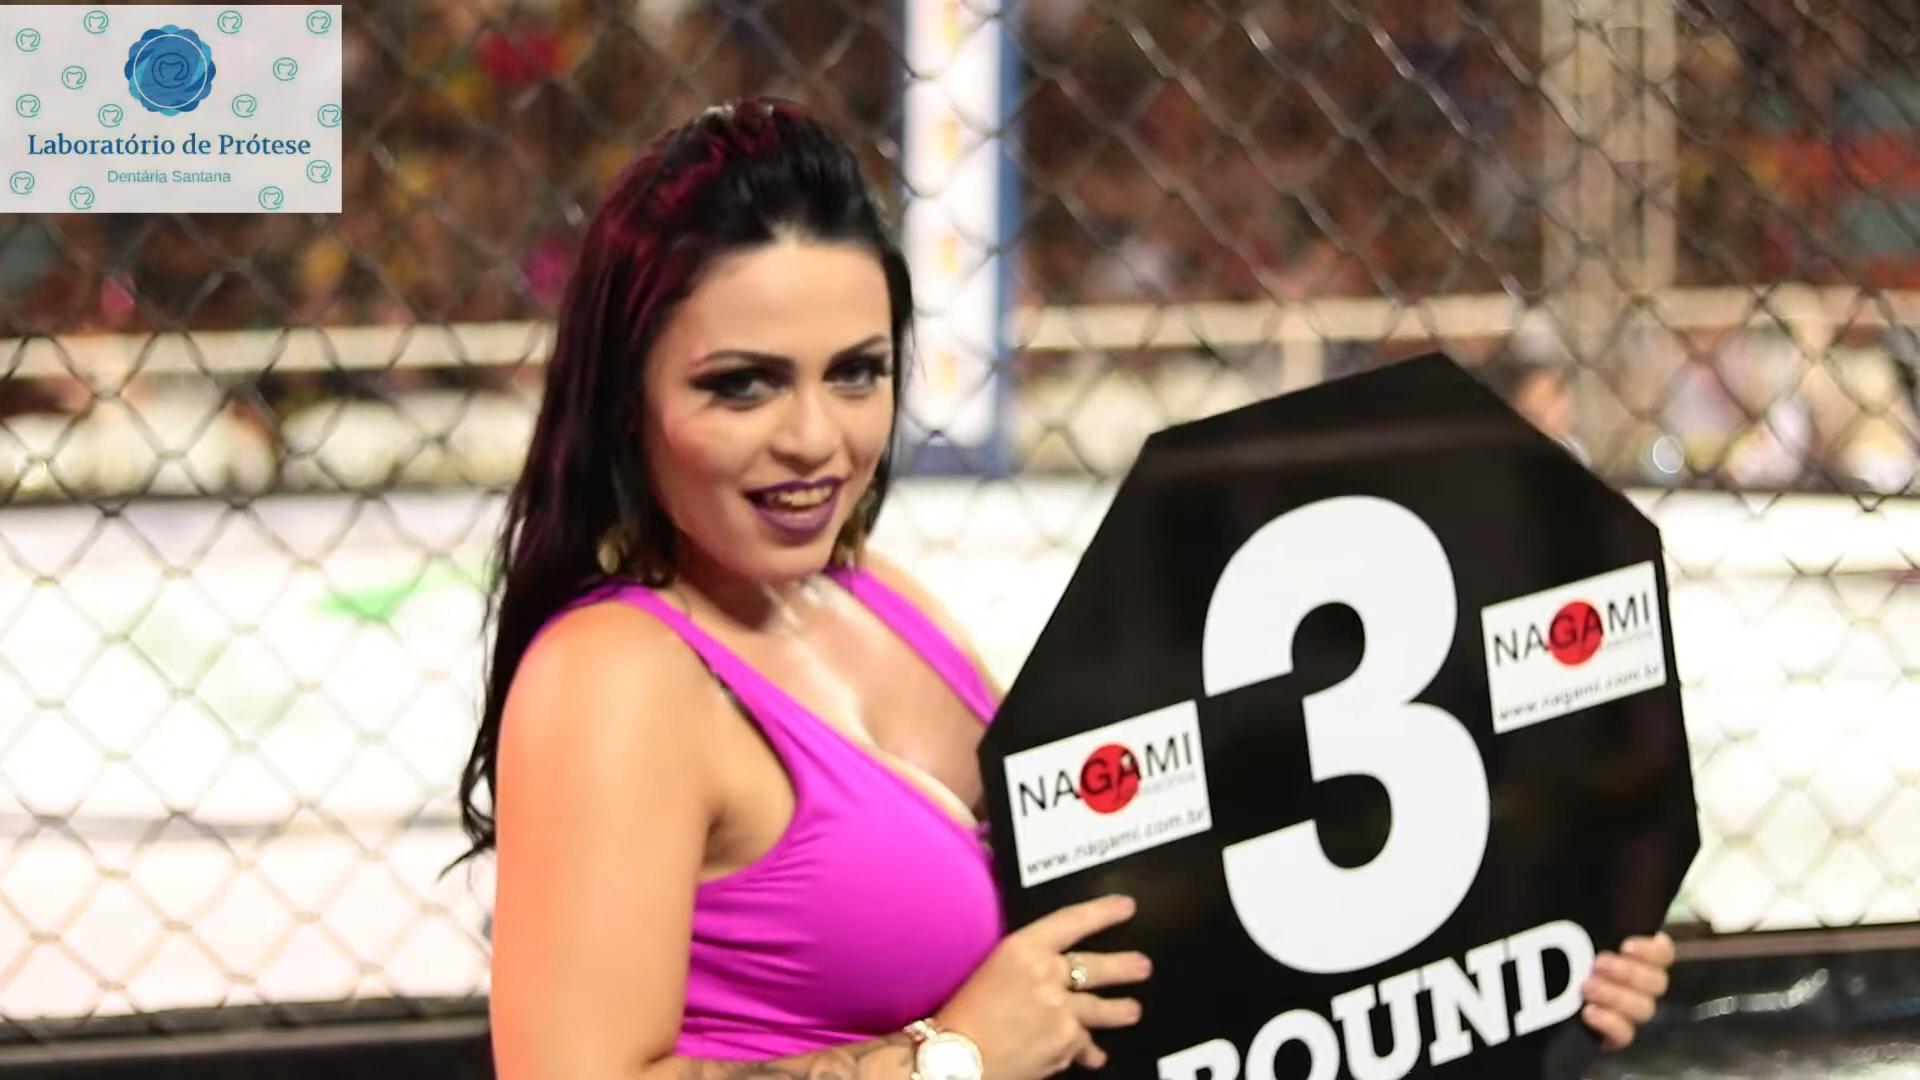 Laboratório de Prótese
Dentária Santana
3
NAGAMI
www.nagami.com.br
NAGAMI
www.nagami.com.br
ROUND